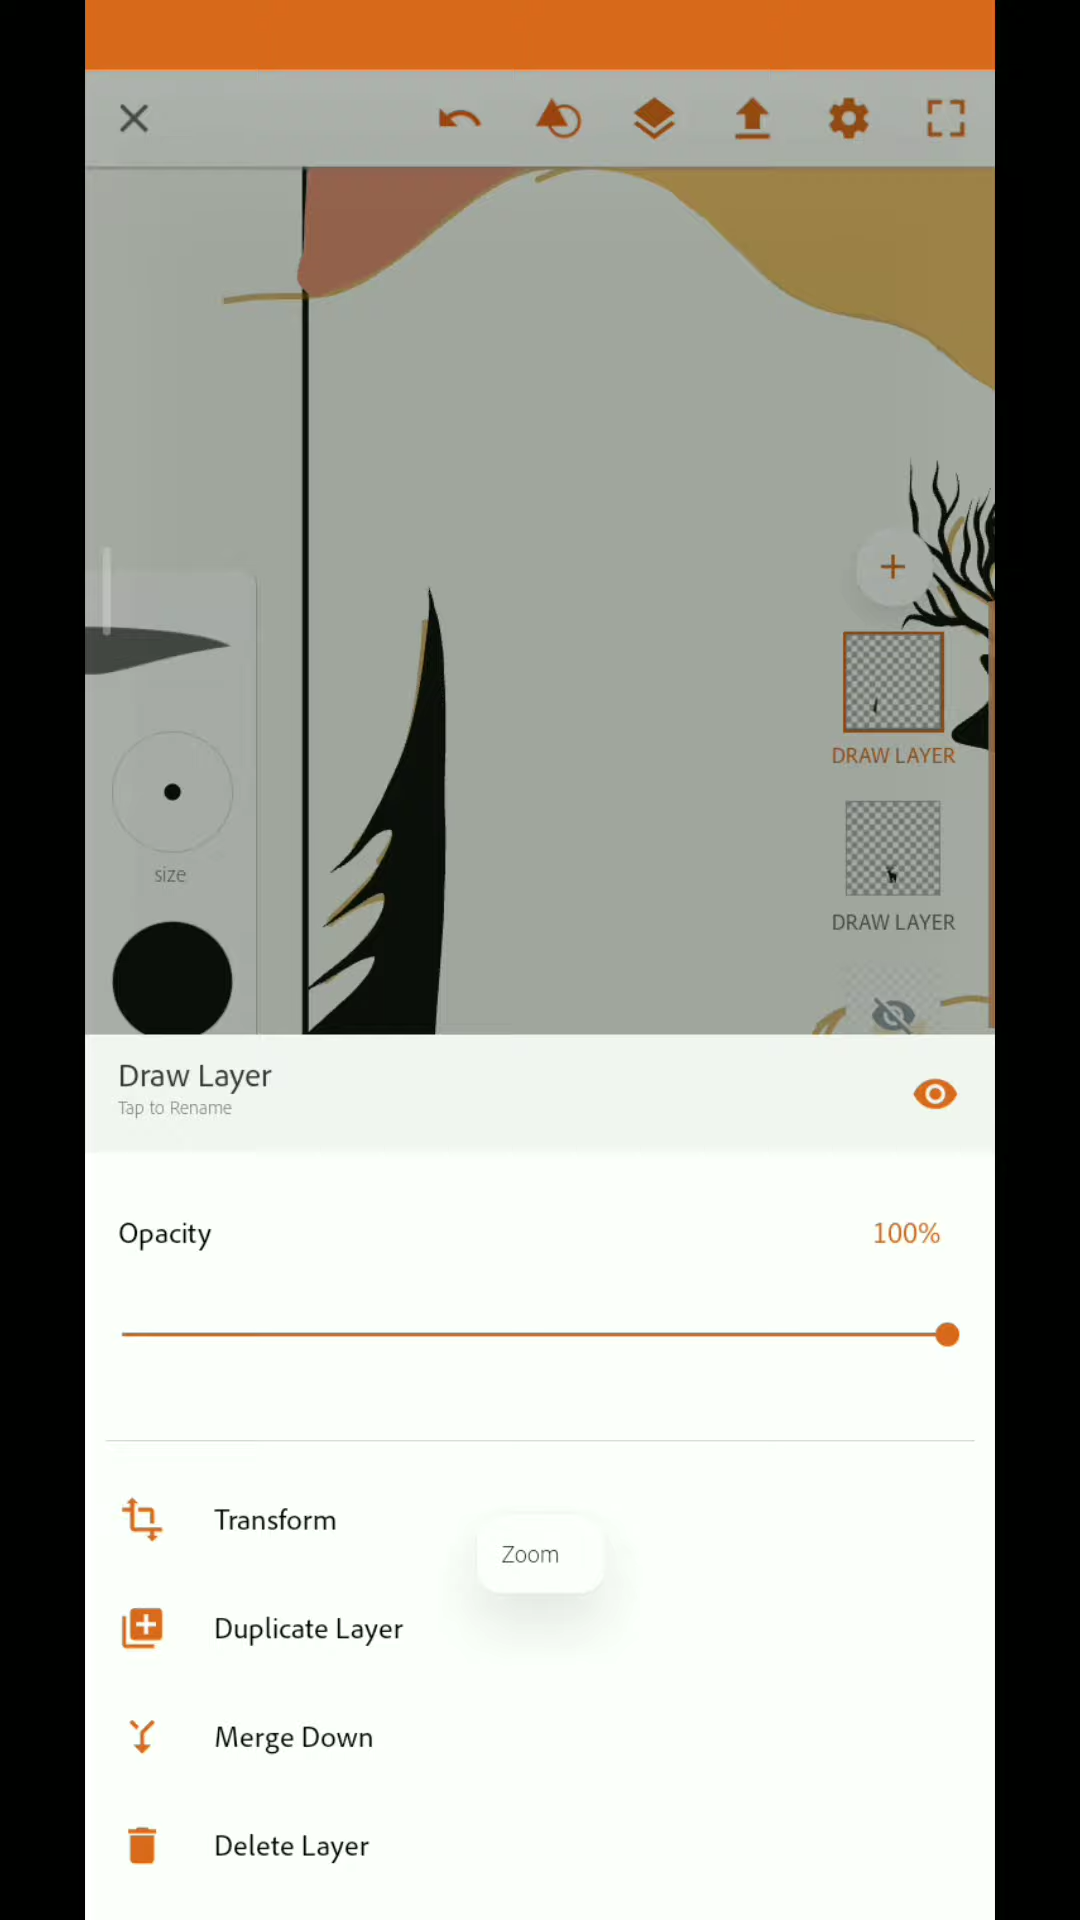 size
DRAW LAYER
DRAW LAYER
Draw Layer
Tap to Rename
Opacity
100%
Transform
Zoom
Duplicate Layer
Merge Down
Delete Layer